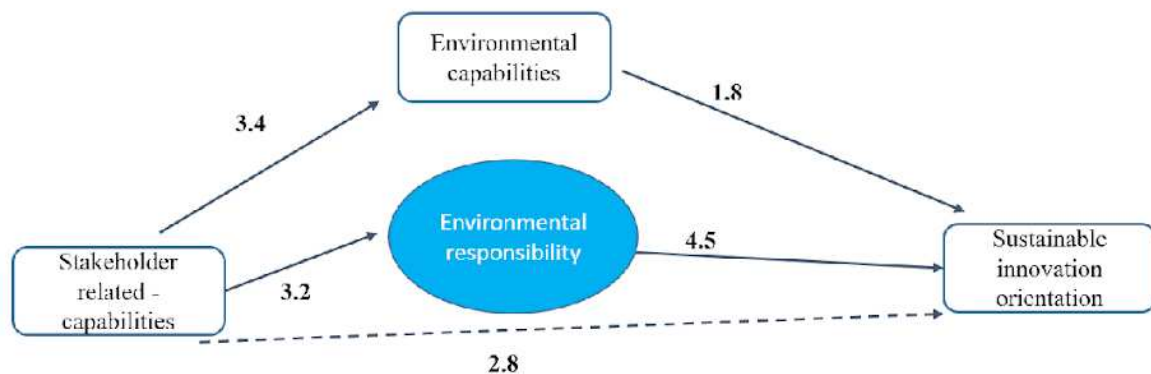 Environmental
capabilities
3.4
1.8
Environmental
responsibility
Stakeholder
related -
capabilities
3.2
4.5
Sustainable
innovation
orientation
2.8